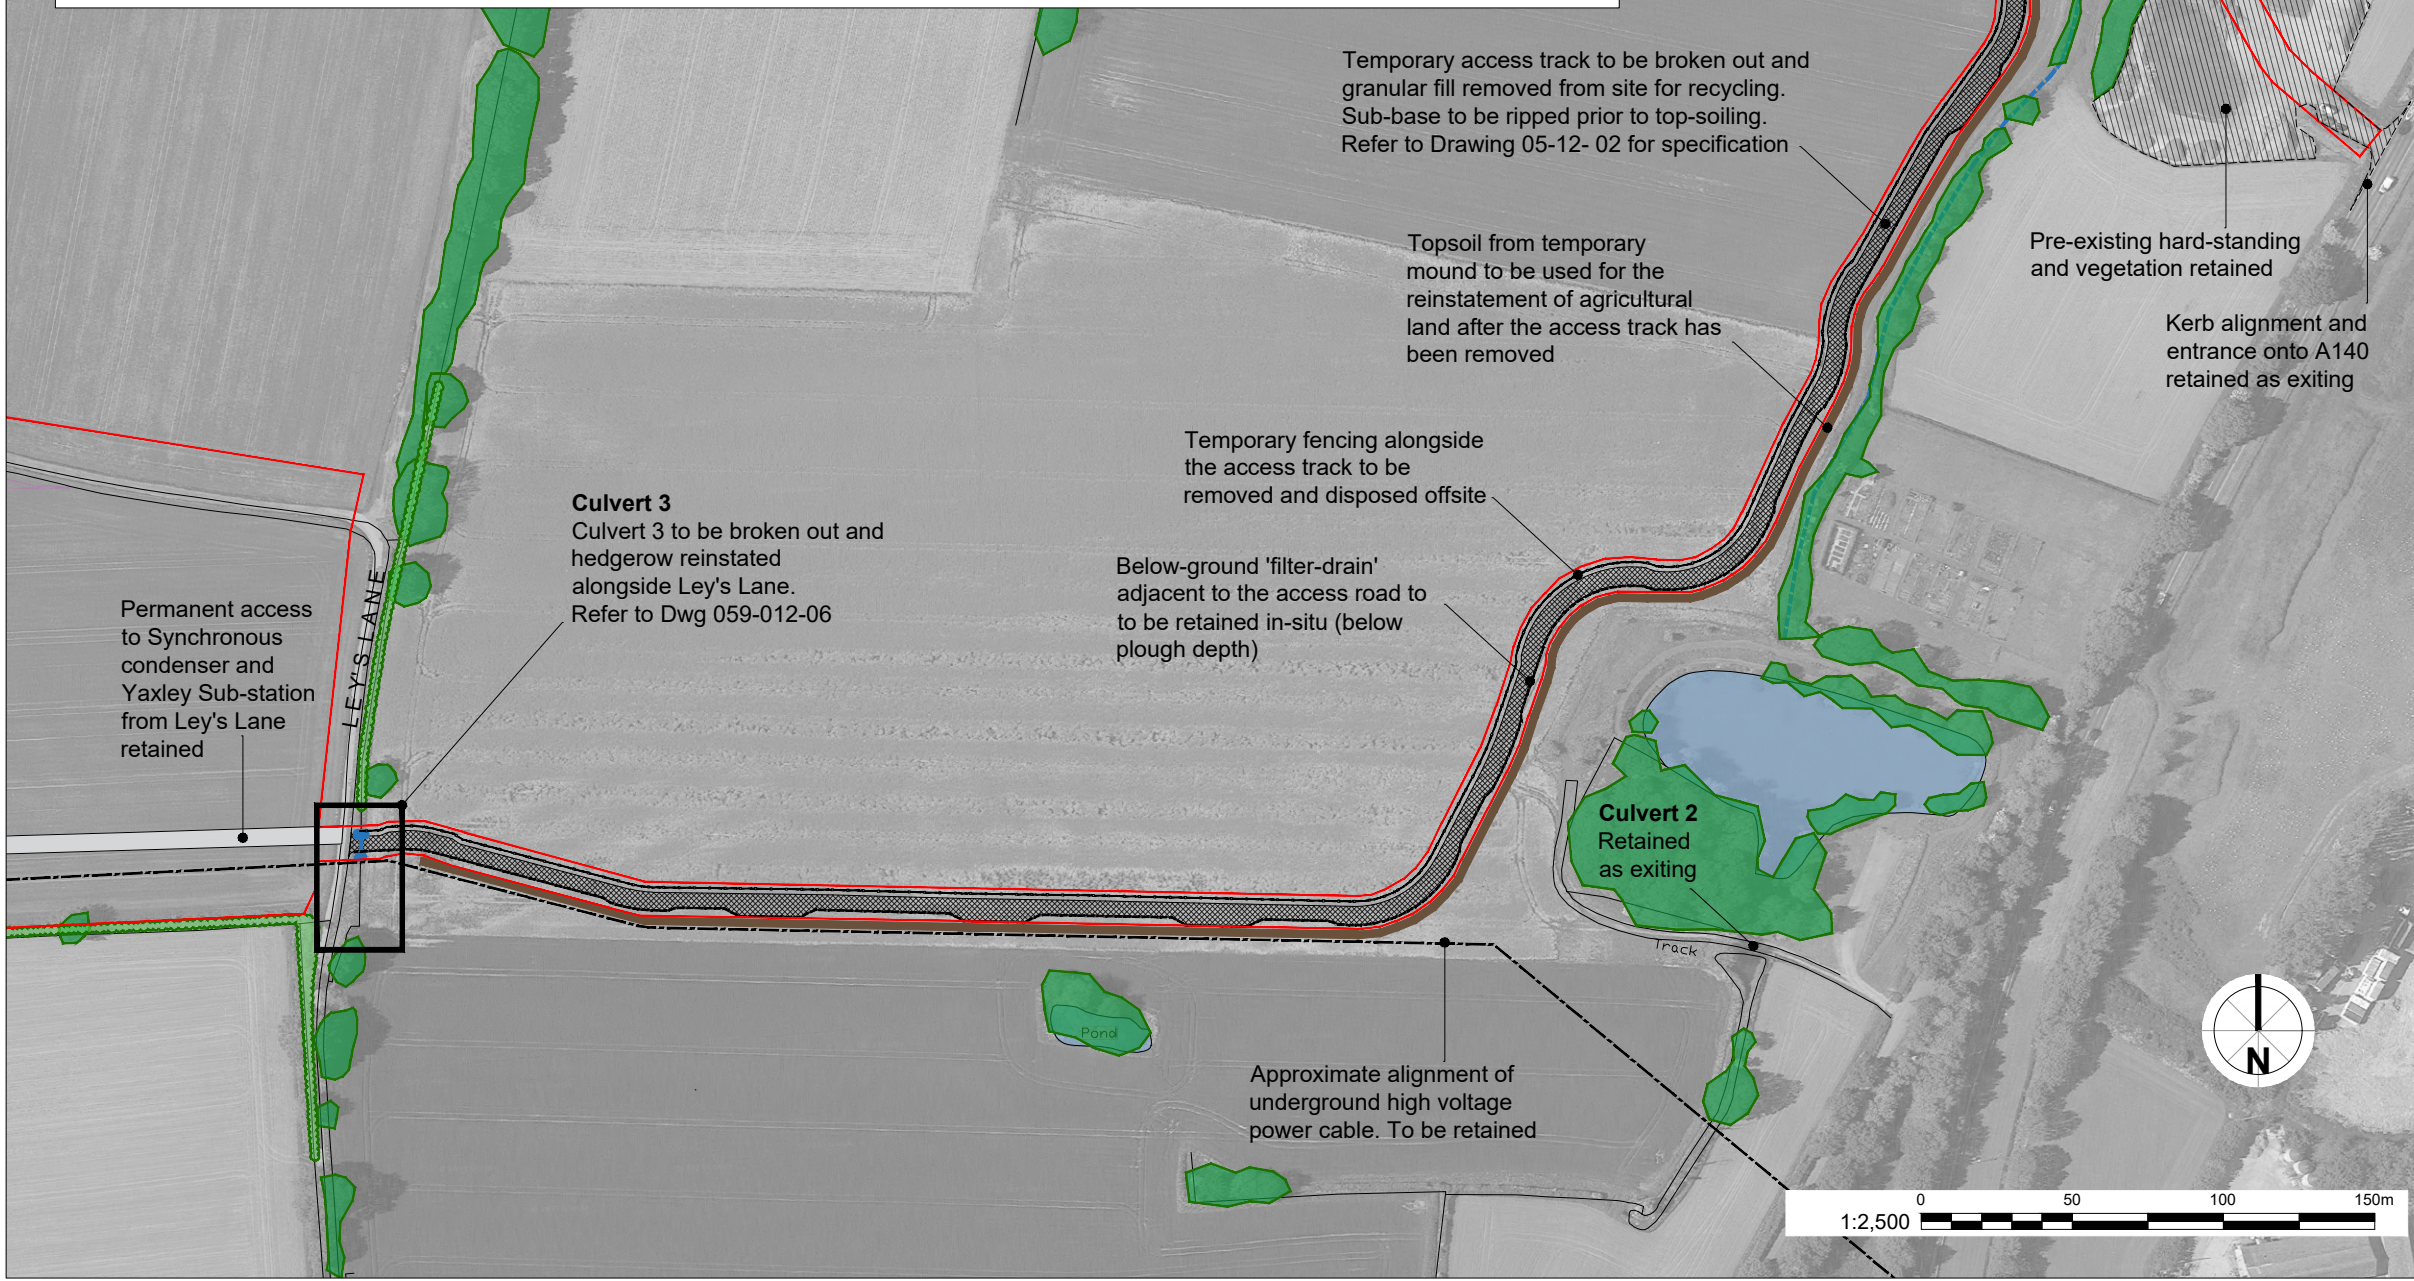 Temporary access track to be broken out and
granular fill removed from site for recycling.
Sub-base to be ripped prior to top-soiling.
Refer to Drawing 05-12- 02 for specification
Topsoil from temporary
mound to be used for the
reinstatement of agricultural
land after the access track has
been removed
Pre-existing hard-standing
and vegetation retained
Kerb alignment and
entrance onto A140
retained as exiting
Temporary fencing alongside
the access track to be
removed and disposed offsite
Culvert 3
Culvert 3 to be broken out and
hedgerow reinstated
alongside Ley's Lane.
Refer to Dwg 059-012-06
Below-ground 'filter-drain'
adjacent to the access road to
to be retained in-situ (below
plough depth)
Permanent access
to Synchronous
condenser and
Yaxley Sub-station
from Ley's Lane
retained
LEY'S LANE
Culvert 2
Retained
as exiting
Track
Pond
Approximate alignment of
underground high voltage
power cable. To be retained
N
0 50 100 150m
1:2,500